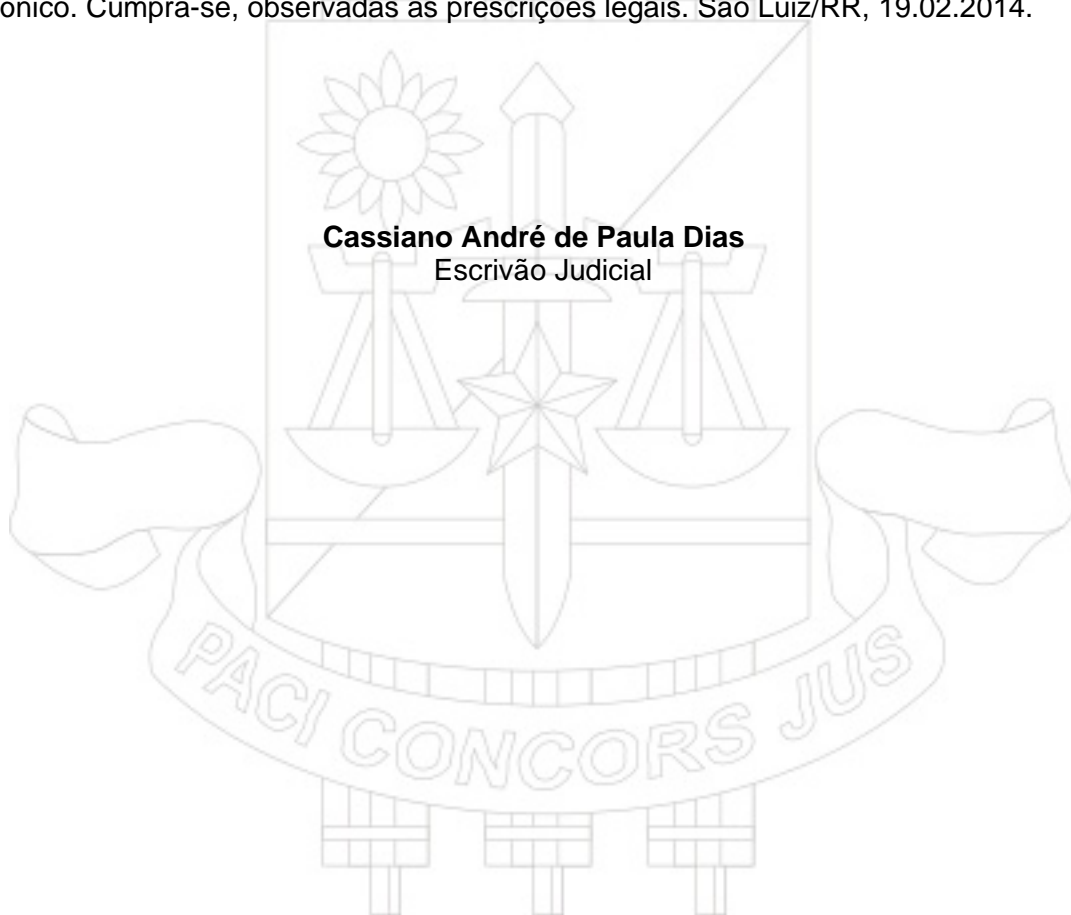 ônico. Cumpra-se, observadas as prescrições legais. São Luiz/RR, 19.02.2014.
Cassiano André de Paula Dias
Escrivão Judicial
PACI CONCORS JUS